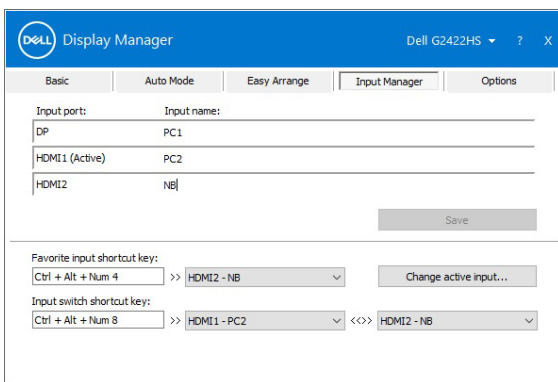 DELL Display Manager Dell G2422HS ? X
Basic Auto Mode Easy Arrange Input Manager Options
Input port: Input name:
DP PC1
HDMI1 (Active) PC2
HDMI2 NB
Save
Favorite input shortcut key:
Ctrl + Alt + Num 4 >> HDMI2 - NB Change active input...
Input switch shortcut key:
Ctrl + Alt + Num 8 >> HDMI1 - PC2 <<>> HDMI2 - NB